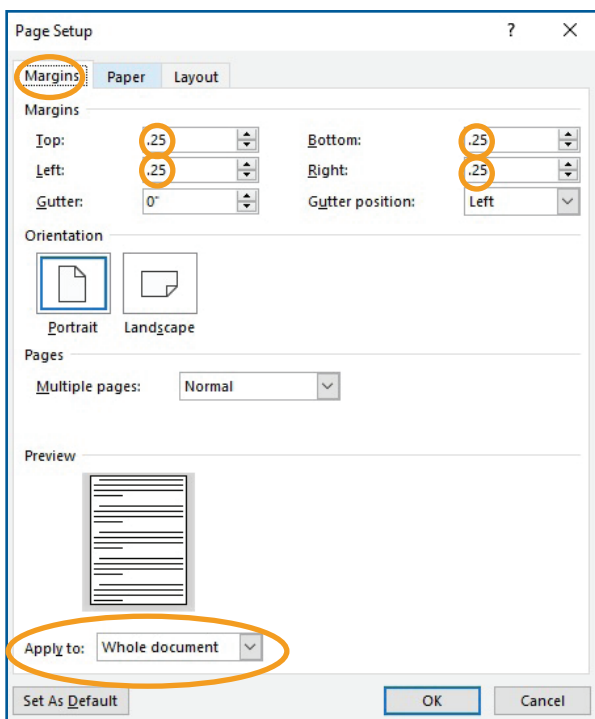 Page Setup ? ×
Margins Paper Layout
Margins
Top: .25 Bottom: .25
Left: .25 Right: .25
Gutter: 0" Gutter position: Left
Orientation
Portrait Landscape
Pages
Multiple pages: Normal
Preview
Apply to: Whole document
Set As Default OK Cancel